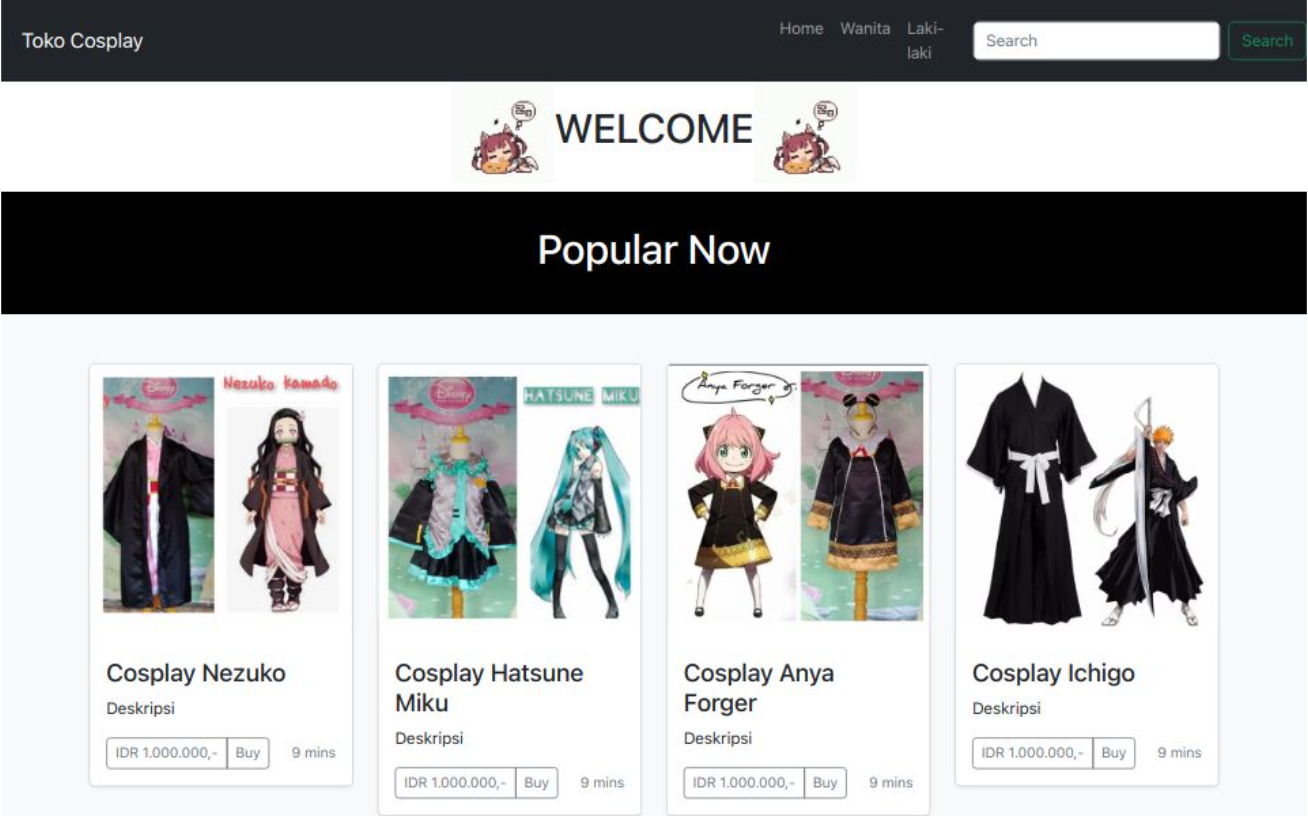 Toko Cosplay
Home Wanita Laki-
laki
Search
Search
WELCOME
Popular Now
Nezuko Kamado
Disney
Disney
HATSUNE MIKU
Anya Forger
Cosplay Nezuko
Deskripsi
IDR 1.000.000,- Buy 9 mins
Cosplay Hatsune
Miku
Deskripsi
IDR 1.000.000,- Buy 9 mins
Cosplay Anya
Forger
Deskripsi
IDR 1.000.000,- Buy 9 mins
Cosplay Ichigo
Deskripsi
IDR 1.000.000,- Buy 9 mins